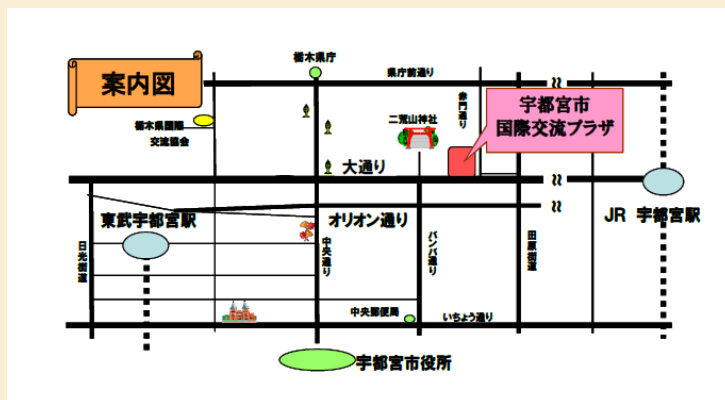 案内図
栃木県庁
県庁前通り
赤門通り
宇都宮市
国際交流プラザ
栃木県国際
交流協会
二荒山神社
大通り
東武宇都宮駅
オリオン通り
JR 宇都宮駅
日光街道
中央通り
バンバ通り
田原街道
中央郵便局
いちょう通り
宇都宮市役所